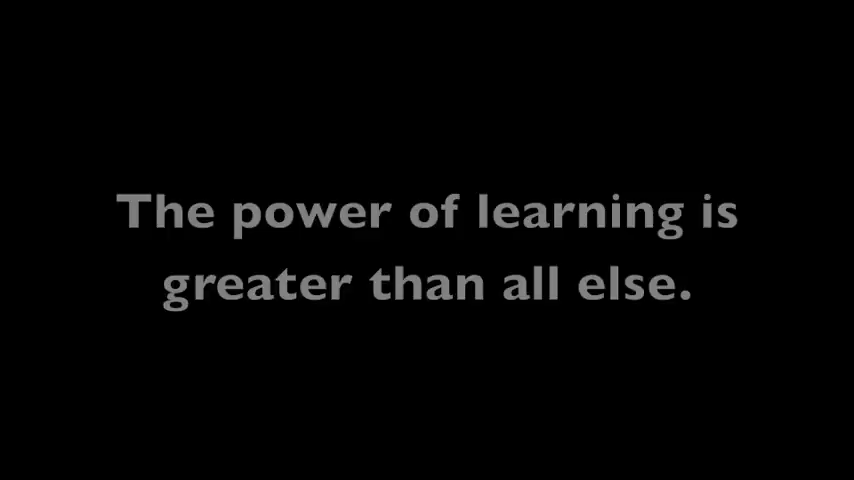 The power of learning is
greater than all else.